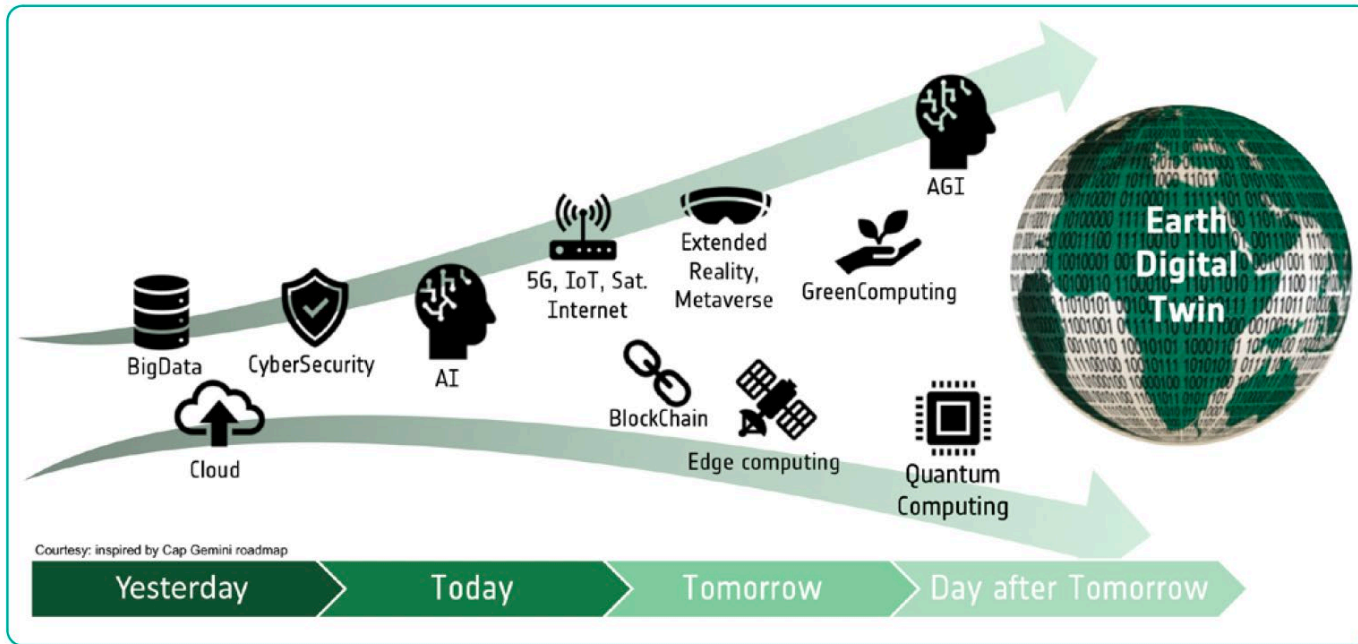 AGI
Earth
Digital
Twin
Extended
Reality,
Metaverse
5G, IoT, Sat.
Internet
GreenComputing
BigData
CyberSecurity
AI
BlockChain
Cloud
Edge computing
Quantum
Computing
Courtesy: inspired by Cap Gemini roadmap
Yesterday
Today
Tomorrow
Day after Tomorrow